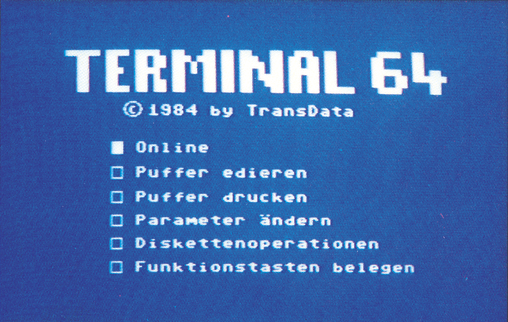 TERMINAL 64
© 1984 by TransData
Online
Puffer edieren
Puffer drucken
Parameter ändern
Diskettenoperationen
Funktionstasten belegen